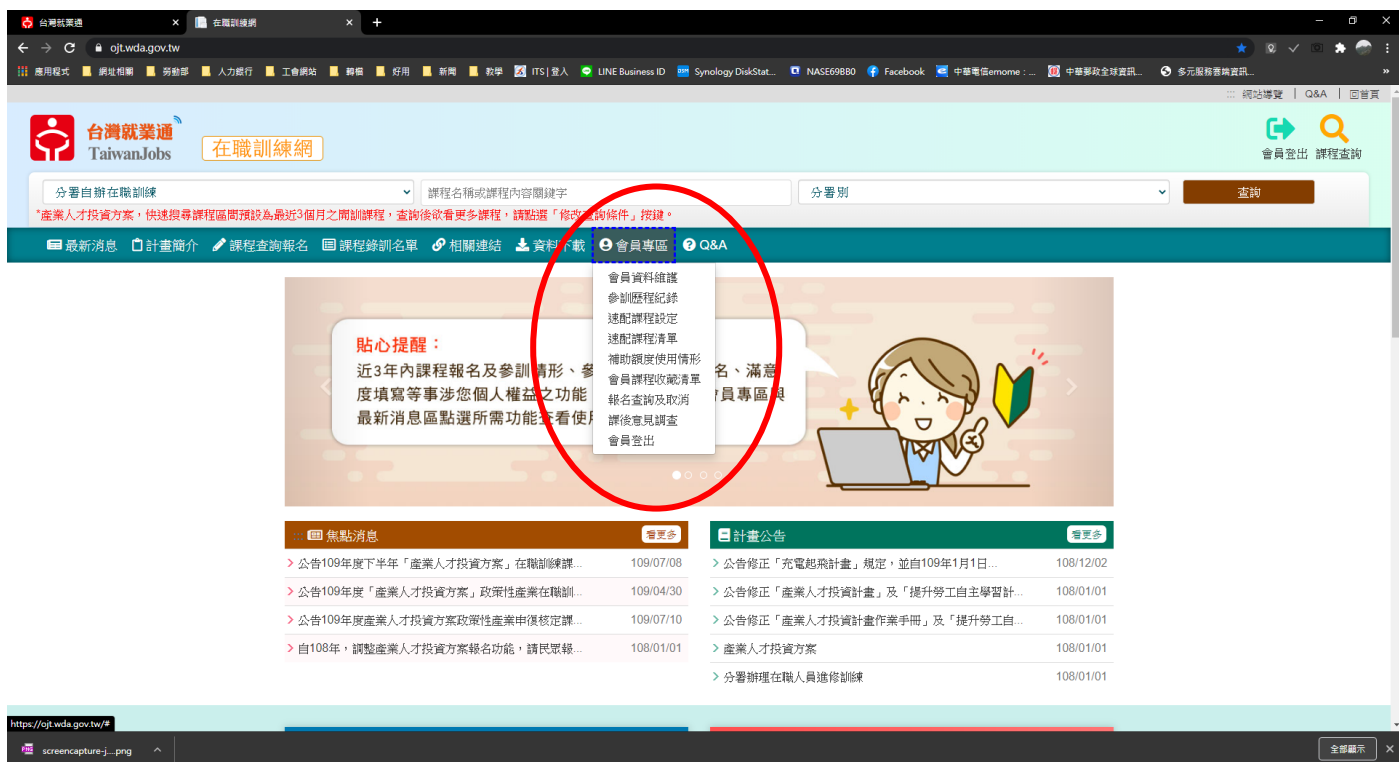 台灣就業通
在職訓練網
ojt.wda.gov.tw
應用程式 網址相關 勞動部 人力銀行 工會網站 郵櫃 好用 新聞 教學 ITS|登入 LINE Business ID Synology DiskStat... NASE69BB0 Facebook 中華電信emome : ... 中華郵政全球資訊... 多元服務雲端資訊... »
::: 網站導覽 | Q&A | 回首頁
台灣就業通
TaiwanJobs
在職訓練網
會員登出 課程查詢
分署自辦在職訓練 課程名稱或課程內容關鍵字 分署別 查詢
*產業人才投資方案，快速搜尋課程區間預設為最近3個月之開訓課程，查詢後欲看更多課程，請點選「修改查詢條件」按鍵。
最新消息 計畫簡介 課程查詢報名 課程錄訓名單 相關連結 資料下載 會員專區 Q&A
會員資料維護
參訓歷程紀錄
速配課程設定
速配課程清單
補助額度使用情形
會員課程收藏清單
報名查詢及取消
課後意見調查
會員登出
貼心提醒：
近3年內課程報名及參訓情形、參 名、滿意
度填寫等事涉您個人權益之功能 員專區與
最新消息區點選所需功能查看使
::: 焦點消息 看更多
公告109年度下半年「產業人才投資方案」在職訓練課... 109/07/08
公告109年度「產業人才投資方案」政策性產業在職訓... 109/04/30
公告109年度產業人才投資方案政策性產業申復核定課... 109/07/10
自108年，調整產業人才投資方案報名功能，請民眾報... 108/01/01
計畫公告 看更多
公告修正「充電起飛計畫」規定，並自109年1月1日... 108/12/02
公告修正「產業人才投資計畫」及「提升勞工自主學習計... 108/01/01
公告修正「產業人才投資計畫作業手冊」及「提升勞工自... 108/01/01
產業人才投資方案 108/01/01
分署辦理在職人員進修訓練 108/01/01
https://ojt.wda.gov.tw/#
screencapture-j....png
全部顯示